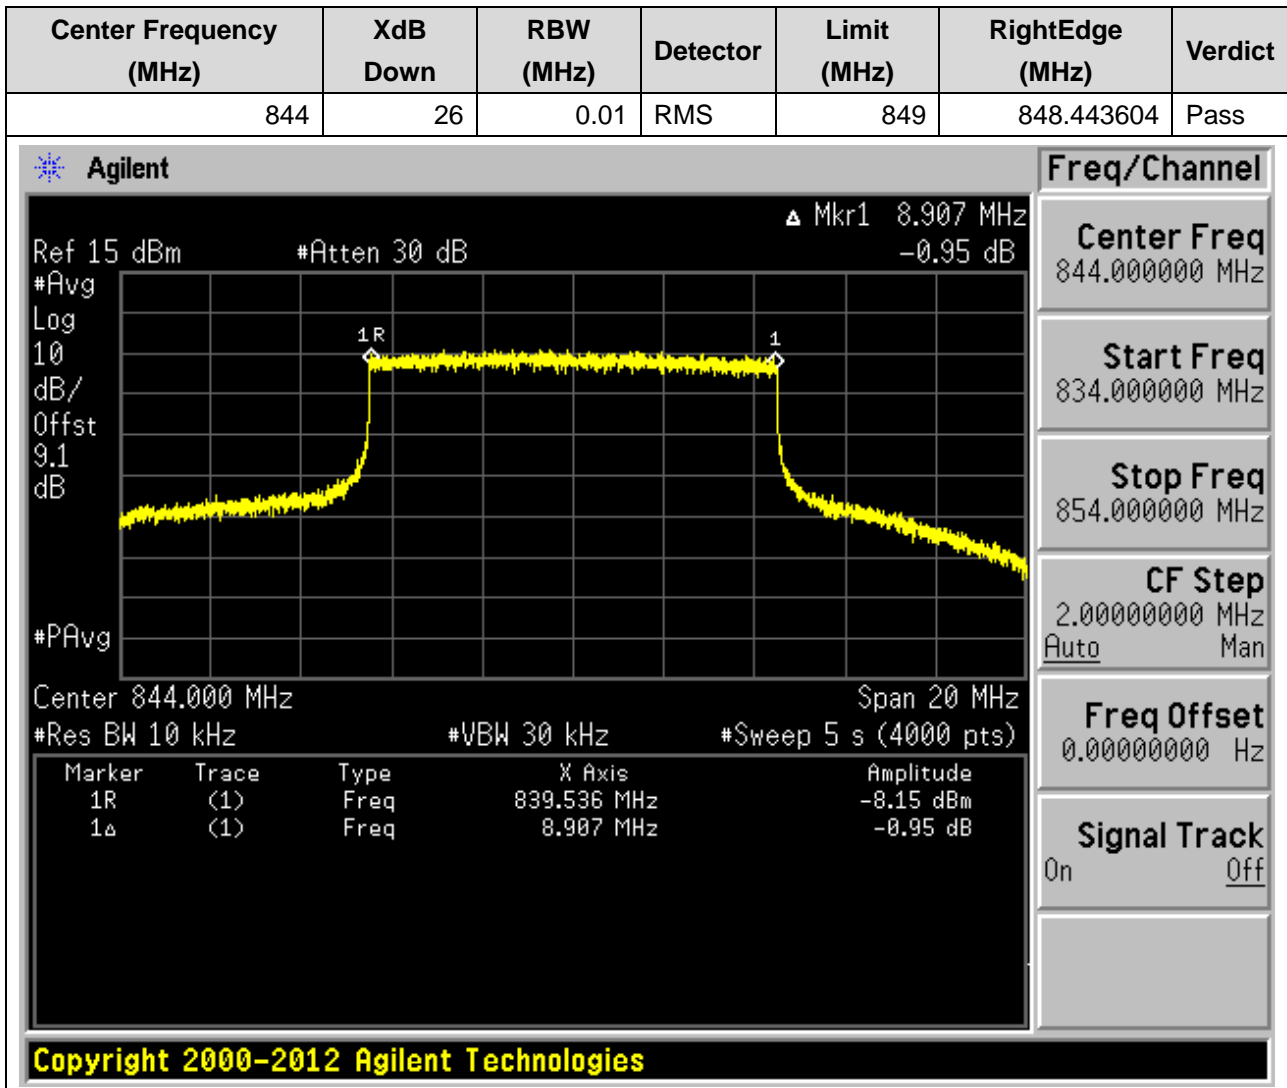 Center Frequency (MHz) XdB Down RBW (MHz) Detector Limit (MHz) RightEdge (MHz) Verdict
844 26 0.01 RMS 849 848.443604 Pass
Agilent
Freq/Channel
▵ Mkr1 8.907 MHz
Ref 15 dBm #Atten 30 dB -0.95 dB
#Avg
Log
10
dB/
Offst
9.1
dB
1R
1
#PAvg
Center 844.000 MHz Span 20 MHz
#Res BW 10 kHz #VBW 30 kHz #Sweep 5 s (4000 pts)
Marker Trace Type X Axis Amplitude
1R (1) Freq 839.536 MHz -8.15 dBm
1▵ (1) Freq 8.907 MHz -0.95 dB
Center Freq
844.000000 MHz
Start Freq
834.000000 MHz
Stop Freq
854.000000 MHz
CF Step
2.00000000 MHz
Auto Man
Freq Offset
0.00000000 Hz
Signal Track
On Off
Copyright 2000-2012 Agilent Technologies